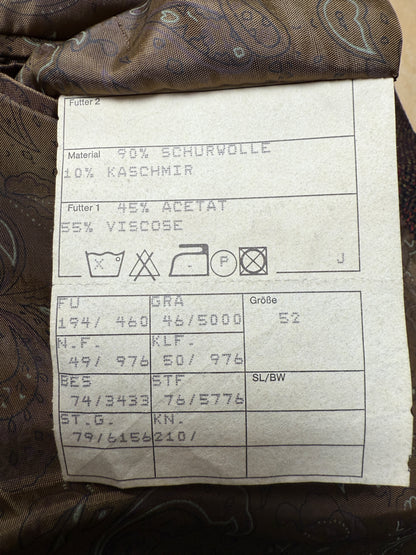 Futter 2
Material 90% SCHURWOLLE
10% KASCHMIR
Futter 1 45% ACETAT
55% VISCOSE
X P J
FU GRA Größe
194/ 460 46/5000 52
N.F. KLF.
49/ 976 50/ 976
BES STF SL/BW
74/3433 76/5776
ST.G. KN.
79/6156 210/